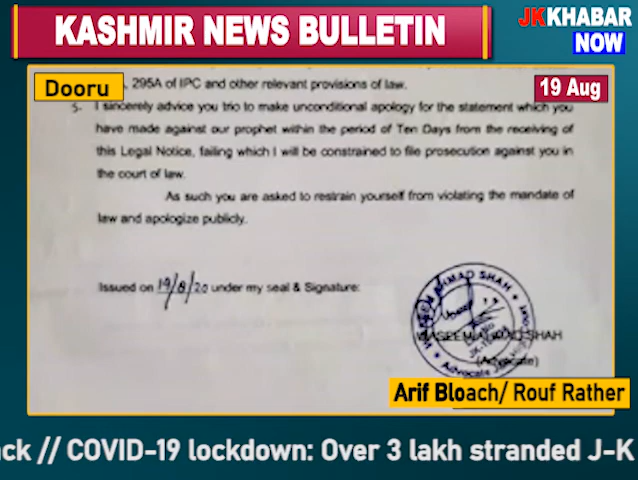 KASHMIR NEWS BULLETIN
JKKHABAR
NOW
Dooru
19 Aug
295A of IPC and other relevant provisions of law.
5. I sincerely advice you trio to make unconditional apology for the statement which you
have made against our prophet within the period of Ten Days from the receiving of
this Legal Notice, failing which I will be constrained to file prosecution against you in
the court of law.
As such you are asked to restrain yourself from violating the mandate of
law and apologize publicly.
Issued on 19/8/20 under my seal & Signature:
WASEEM AHMAD SHAH
(Advocate)
Arif Bloach/ Rouf Rather
ck // COVID-19 lockdown: Over 3 lakh stranded J-K